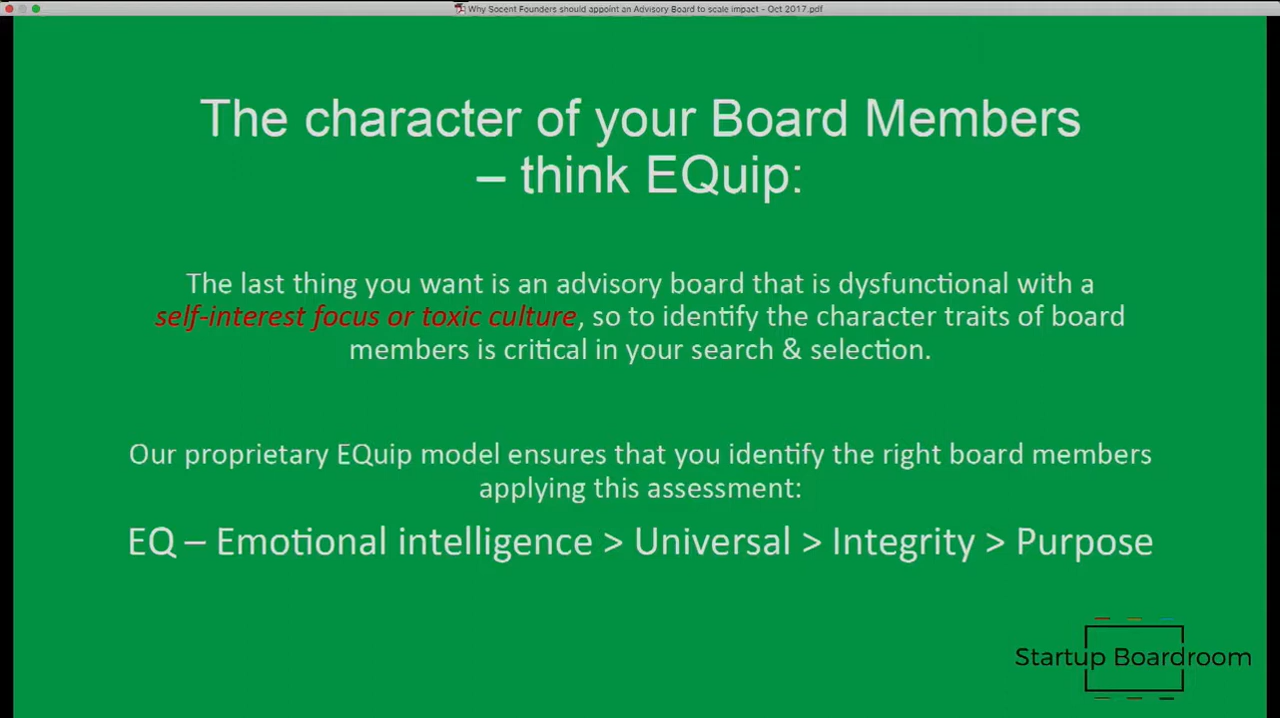 Why Socent Founders should appoint an Advisory Board to scale impact - Oct 2017.pdf
The character of your Board Members
– think EQuip:
The last thing you want is an advisory board that is dysfunctional with a
self-interest focus or toxic culture, so to identify the character traits of board
members is critical in your search & selection.
Our proprietary EQuip model ensures that you identify the right board members
applying this assessment:
EQ – Emotional intelligence > Universal > Integrity > Purpose
Startup Boardroom